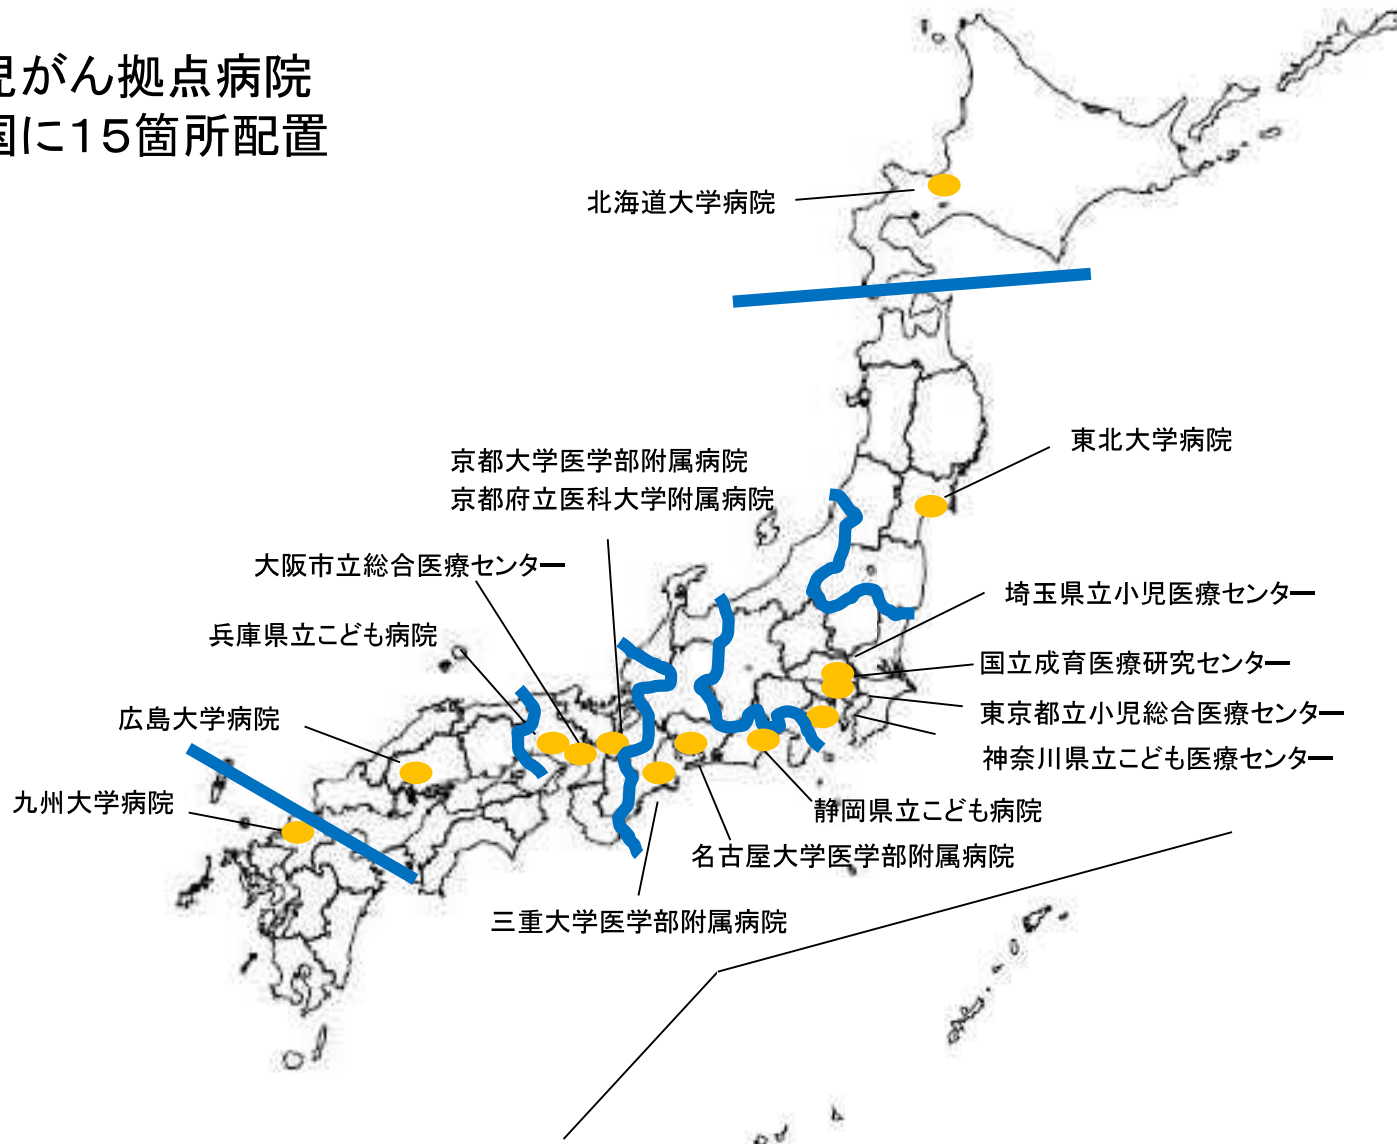 児がん拠点病院
国に15箇所配置
北海道大学病院
東北大学病院
京都大学医学部附属病院
京都府立医科大学附属病院
大阪市立総合医療センター
兵庫県立こども病院
広島大学病院
九州大学病院
埼玉県立小児医療センター
国立成育医療研究センター
東京都立小児総合医療センター
神奈川県立こども医療センター
静岡県立こども病院
名古屋大学医学部附属病院
三重大学医学部附属病院